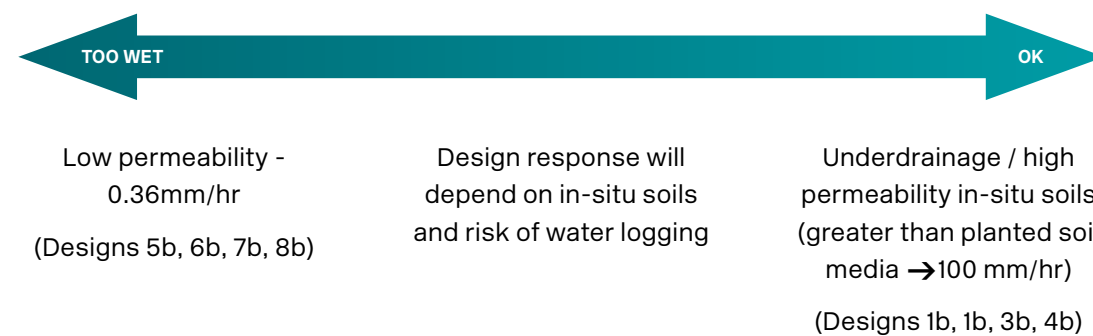 TOO WET
OK
Low permeability -
0.36mm/hr
(Designs 5b, 6b, 7b, 8b)
Design response will
depend on in-situ soils
and risk of water logging
Underdrainage / high
permeability in-situ soils
(greater than planted soi
media →100 mm/hr)
(Designs 1b, 1b, 3b, 4b)